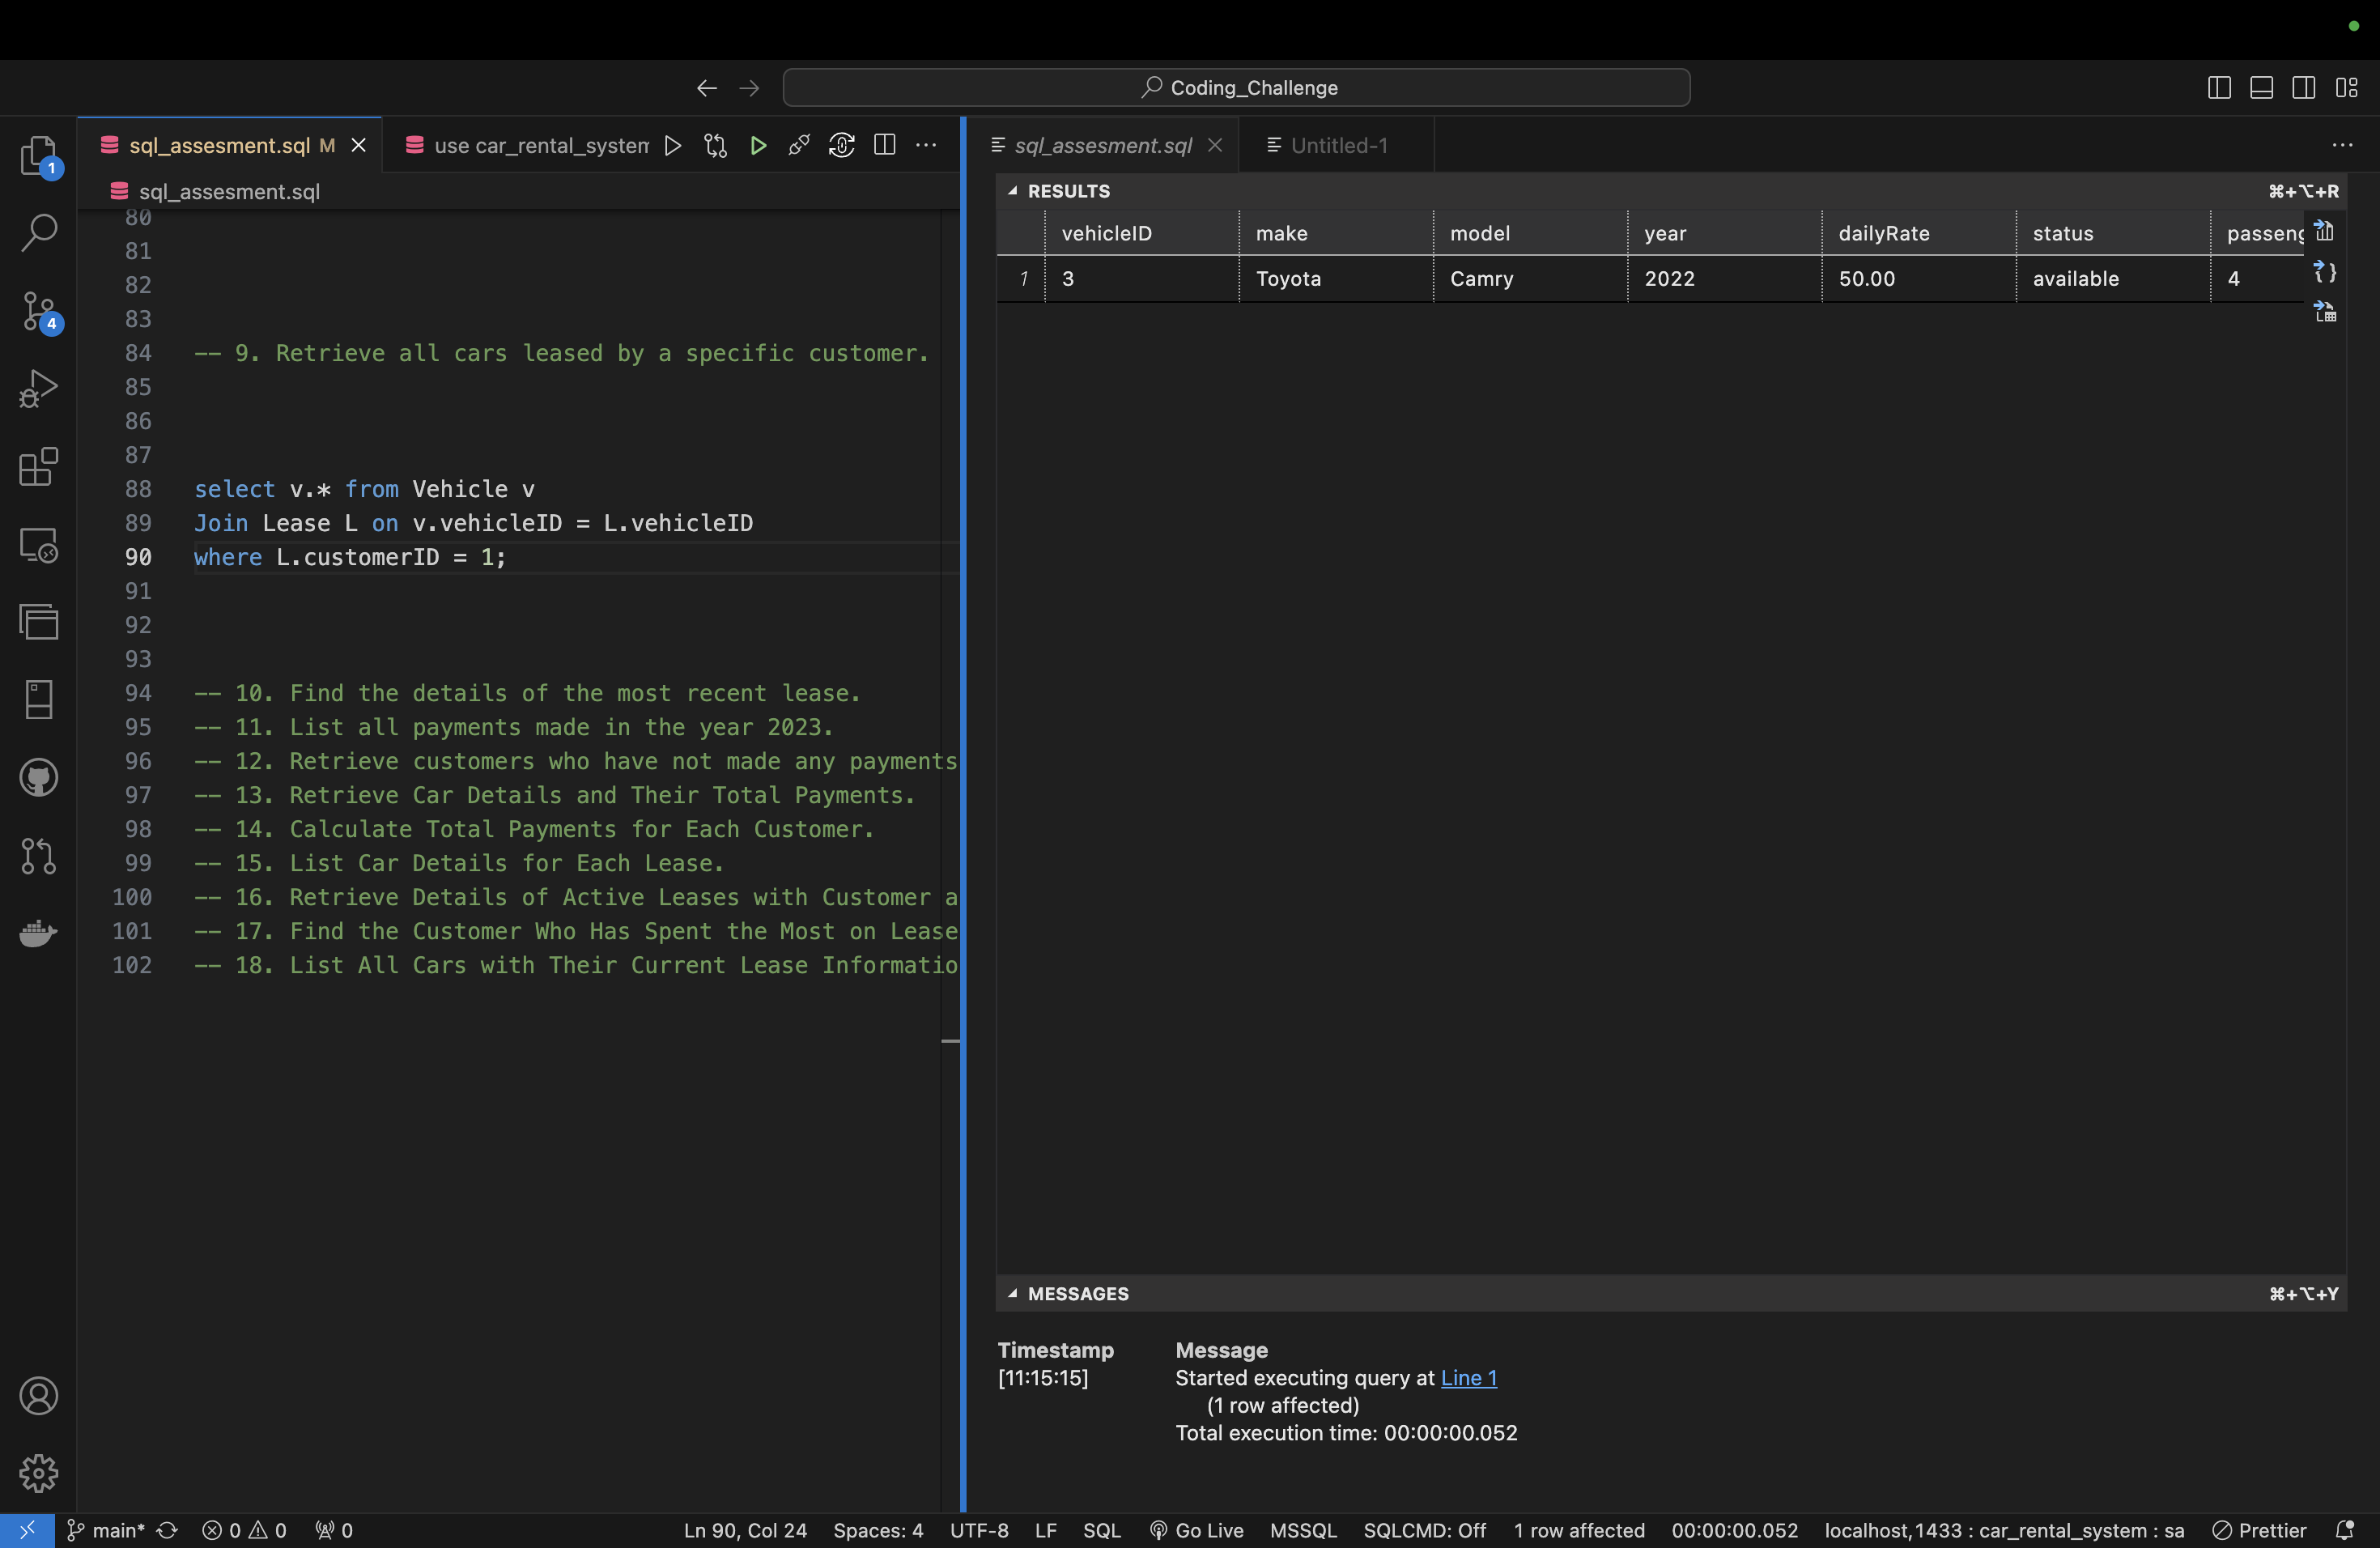 Coding_Challenge
sql_assesment.sql M
use car_rental_system
sql_assesment.sql
Untitled-1
sql_assesment.sql
RESULTS
⌘+⌥+R
vehicleID make model year dailyRate status passeng
1 3 Toyota Camry 2022 50.00 available 4
1
4
80
81
82
83
84 -- 9. Retrieve all cars leased by a specific customer.
85
86
87
88 select v.* from Vehicle v
89 Join Lease L on v.vehicleID = L.vehicleID
90 where L.customerID = 1;
91
92
93
94 -- 10. Find the details of the most recent lease.
95 -- 11. List all payments made in the year 2023.
96 -- 12. Retrieve customers who have not made any payments
97 -- 13. Retrieve Car Details and Their Total Payments.
98 -- 14. Calculate Total Payments for Each Customer.
99 -- 15. List Car Details for Each Lease.
100 -- 16. Retrieve Details of Active Leases with Customer a
101 -- 17. Find the Customer Who Has Spent the Most on Lease
102 -- 18. List All Cars with Their Current Lease Informatio
MESSAGES
⌘+⌥+Y
Timestamp Message
[11:15:15] Started executing query at Line 1
(1 row affected)
Total execution time: 00:00:00.052
main* 0 0 0 Ln 90, Col 24 Spaces: 4 UTF-8 LF SQL Go Live MSSQL SQLCMD: Off 1 row affected 00:00:00.052 localhost,1433 : car_rental_system : sa Prettier